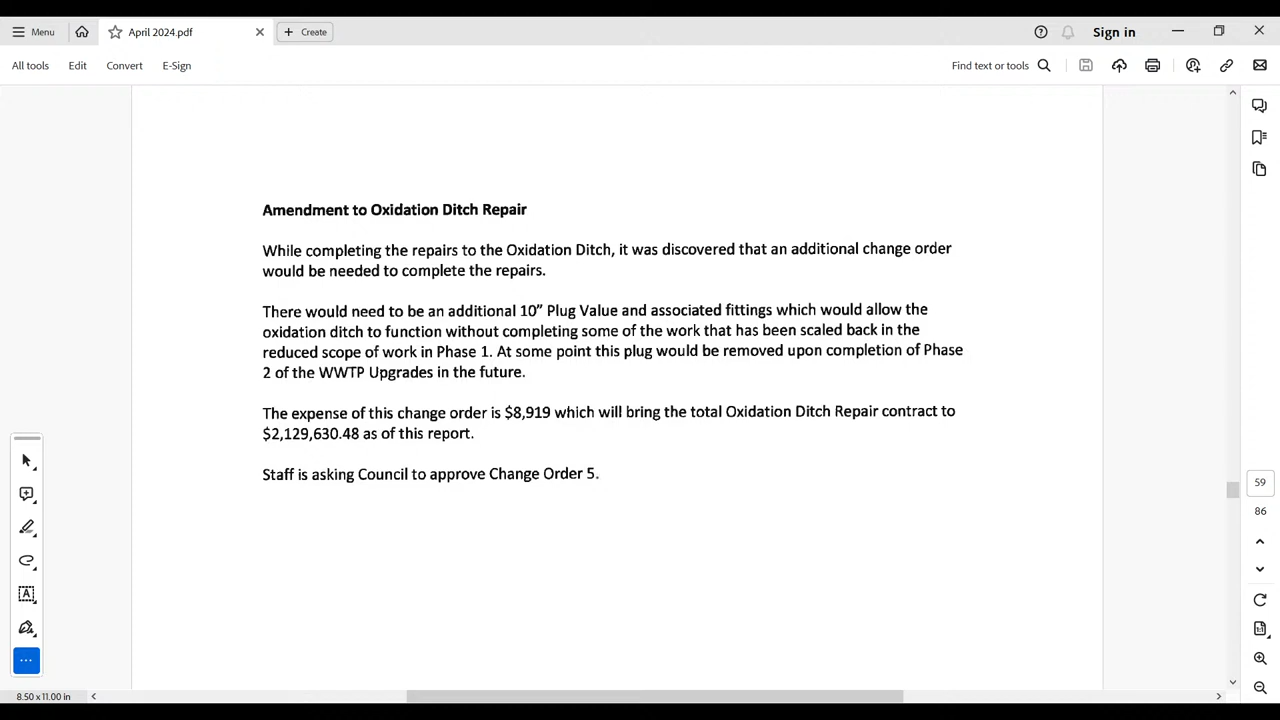 Menu
April 2024.pdf
Create
Sign in
All tools
Edit
Convert
E-Sign
Find text or tools
Amendment to Oxidation Ditch Repair
While completing the repairs to the Oxidation Ditch, it was discovered that an additional change order
would be needed to complete the repairs.
There would need to be an additional 10” Plug Value and associated fittings which would allow the
oxidation ditch to function without completing some of the work that has been scaled back in the
reduced scope of work in Phase 1. At some point this plug would be removed upon completion of Phase
2 of the WWTP Upgrades in the future.
The expense of this change order is $8,919 which will bring the total Oxidation Ditch Repair contract to
$2,129,630.48 as of this report.
Staff is asking Council to approve Change Order 5.
59
86
8.50 x 11.00 in